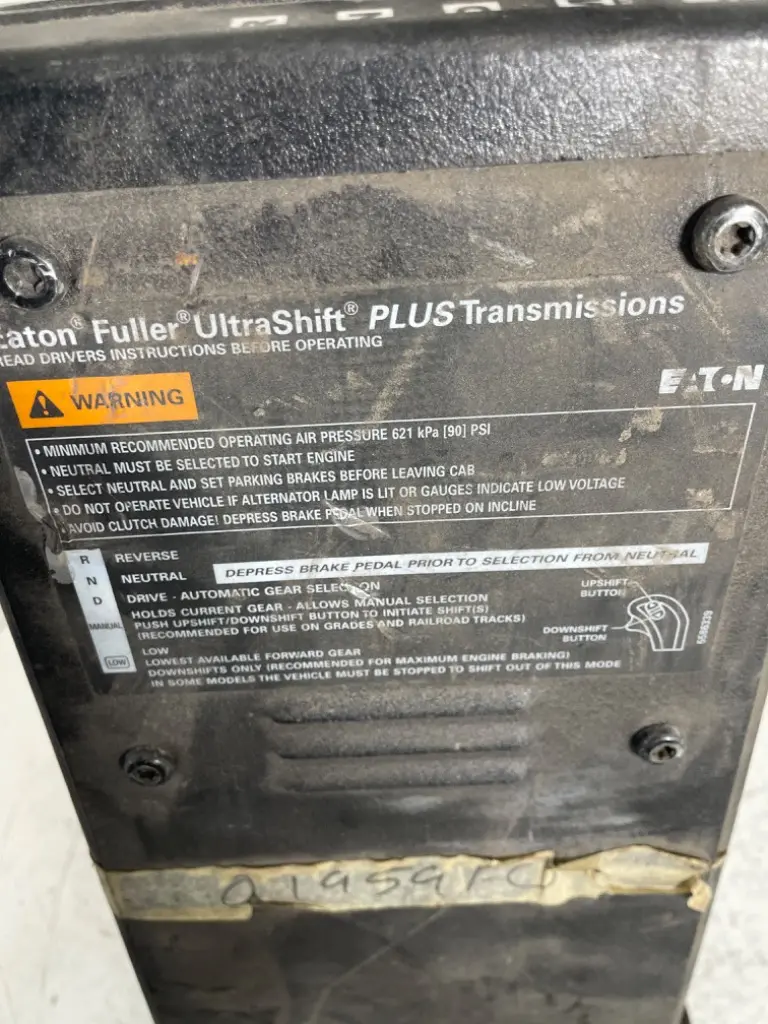 Eaton® Fuller® UltraShift® PLUS Transmissions
READ DRIVERS INSTRUCTIONS BEFORE OPERATING
EATON
WARNING
• MINIMUM RECOMMENDED OPERATING AIR PRESSURE 621 kPa [90] PSI
• NEUTRAL MUST BE SELECTED TO START ENGINE
• SELECT NEUTRAL AND SET PARKING BRAKES BEFORE LEAVING CAB
• DO NOT OPERATE VEHICLE IF ALTERNATOR LAMP IS LIT OR GAUGES INDICATE LOW VOLTAGE
• AVOID CLUTCH DAMAGE! DEPRESS BRAKE PEDAL WHEN STOPPED ON INCLINE
R REVERSE
N NEUTRAL DEPRESS BRAKE PEDAL PRIOR TO SELECTION FROM NEUTRAL
D DRIVE - AUTOMATIC GEAR SELECTION
MANUAL HOLDS CURRENT GEAR - ALLOWS MANUAL SELECTION
PUSH UPSHIFT/DOWNSHIFT BUTTON TO INITIATE SHIFT(S)
(RECOMMENDED FOR USE ON GRADES AND RAILROAD TRACKS)
UPSHIFT
BUTTON
DOWNSHIFT
BUTTON
5586339
LOW LOW
LOWEST AVAILABLE FORWARD GEAR
DOWNSHIFTS ONLY (RECOMMENDED FOR MAXIMUM ENGINE BRAKING)
IN SOME MODELS THE VEHICLE MUST BE STOPPED TO SHIFT OUT OF THIS MODE